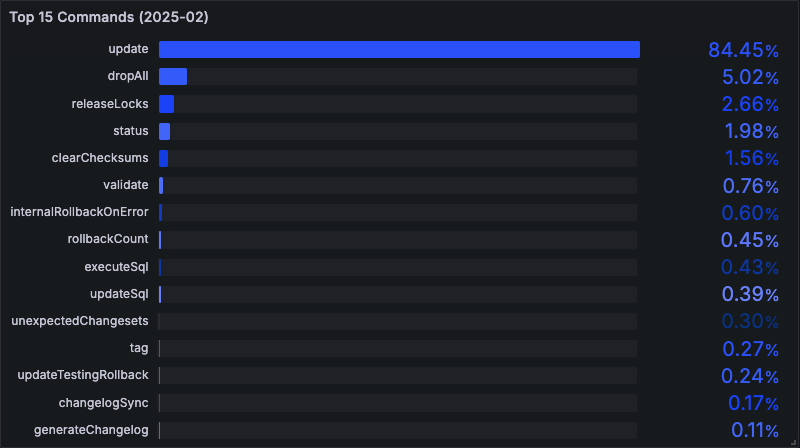 Top 15 Commands (2025-02)
update 84.45%
dropAll 5.02%
releaseLocks 2.66%
status 1.98%
clearChecksums 1.56%
validate 0.76%
internalRollbackOnError 0.60%
rollbackCount 0.45%
executeSql 0.43%
updateSql 0.39%
unexpectedChangesets 0.30%
tag 0.27%
updateTestingRollback 0.24%
changelogSync 0.17%
generateChangelog 0.11%